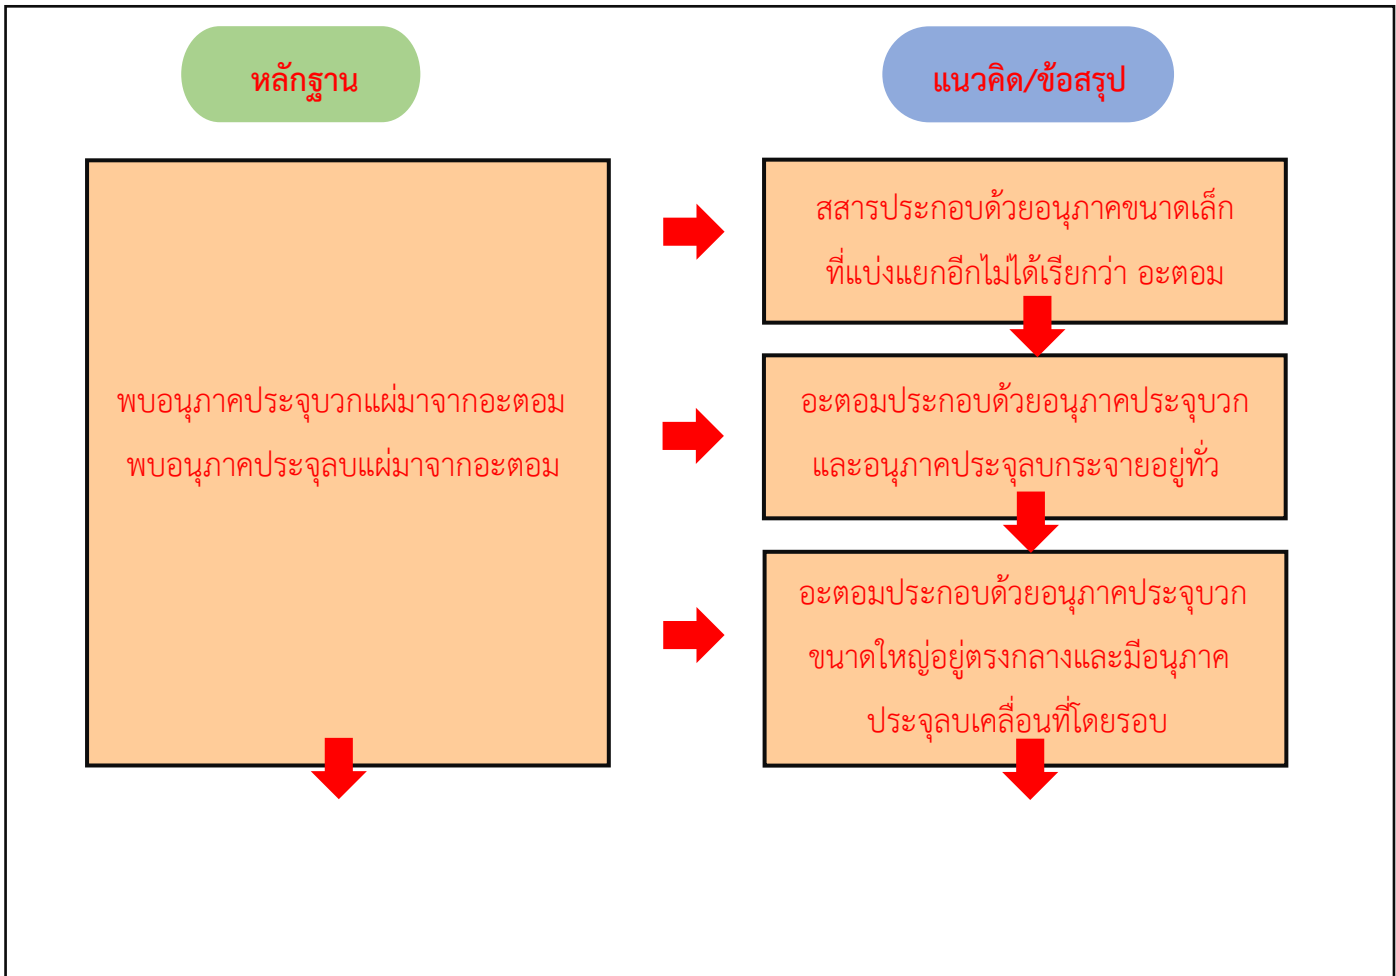 หลักฐาน
แนวคิด/ข้อสรุป
พบอนุภาคประจุบวกแผ่มาจากอะตอม
พบอนุภาคประจุลบแผ่มาจากอะตอม
สสารประกอบด้วยอนุภาคขนาดเล็ก
ที่แบ่งแยกอีกไม่ได้เรียกว่า อะตอม
อะตอมประกอบด้วยอนุภาคประจุบวก
และอนุภาคประจุลบกระจายอยู่ทั่ว
อะตอมประกอบด้วยอนุภาคประจุบวก
ขนาดใหญ่อยู่ตรงกลางและมีอนุภาค
ประจุลบเคลื่อนที่โดยรอบ